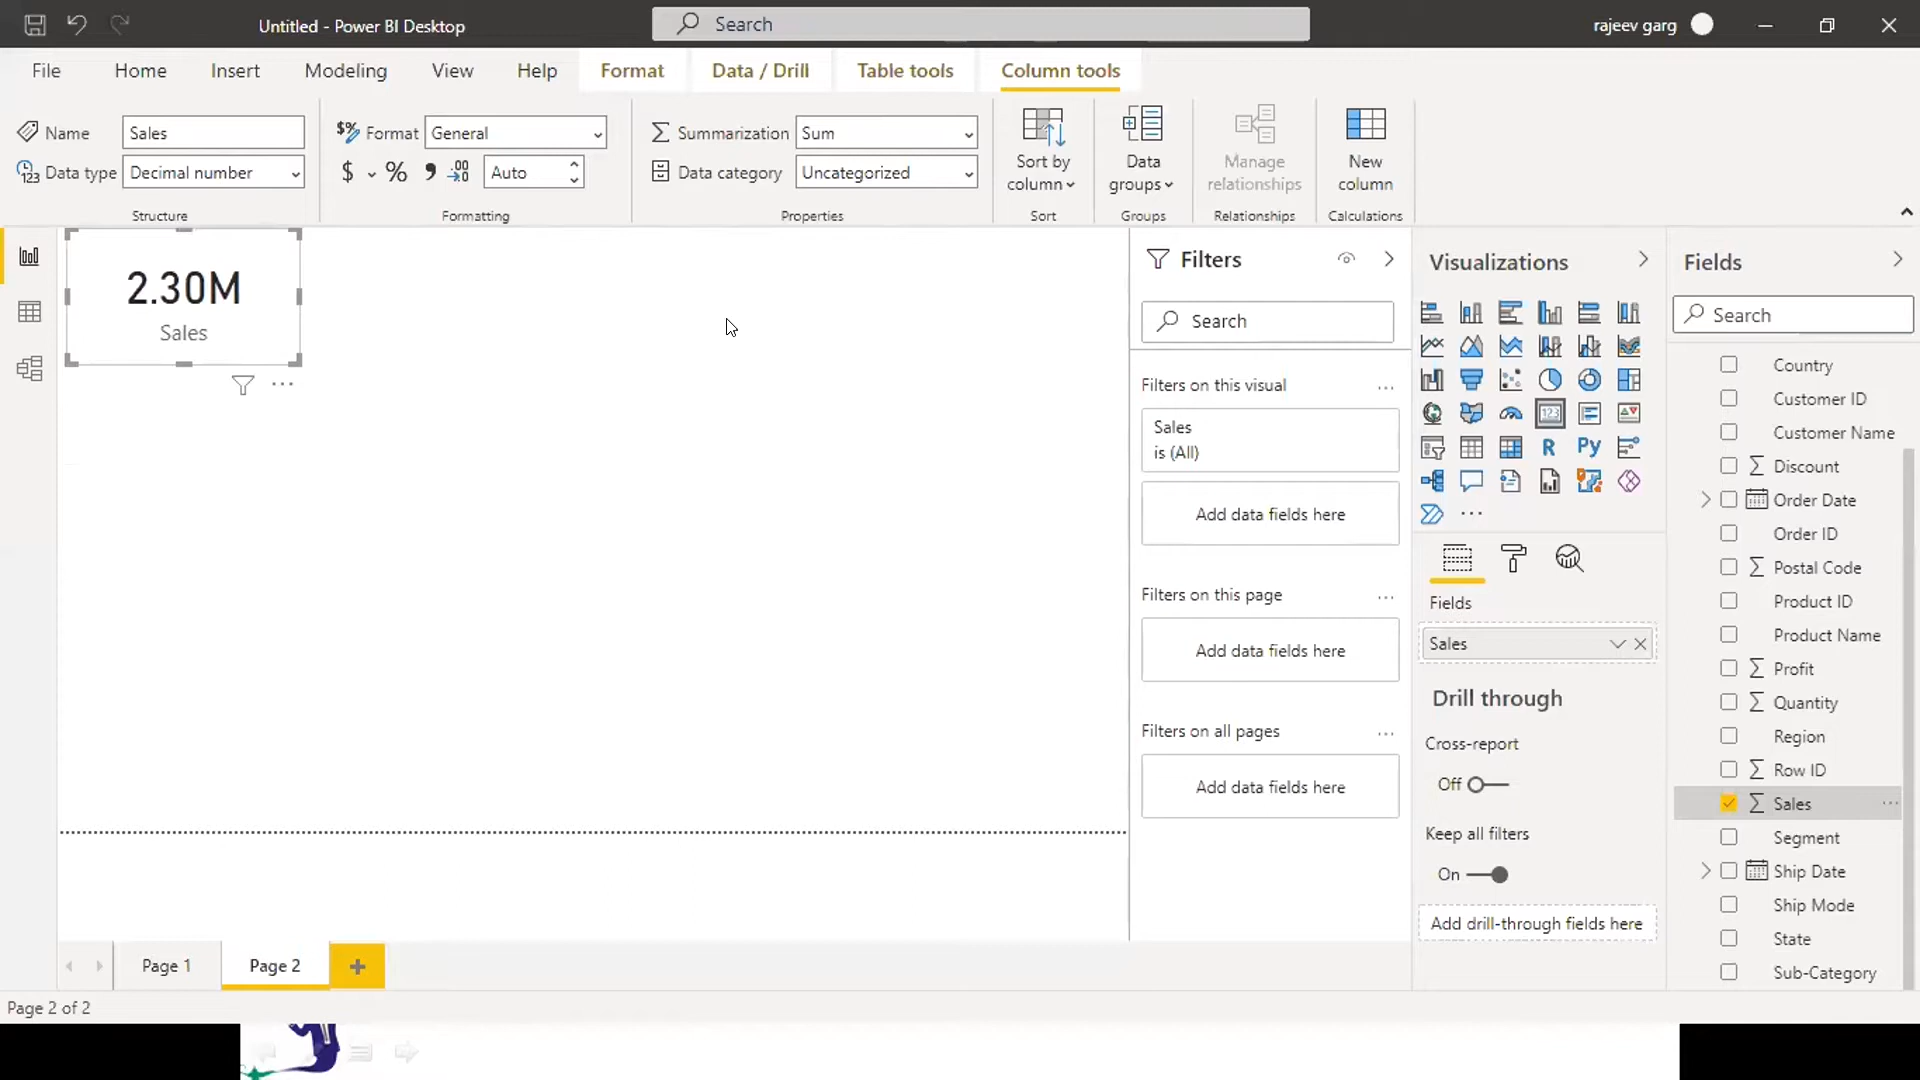 Untitled - Power BI Desktop
Search
rajeev garg
File
Home
Insert
Modeling
View
Help
Format
Data / Drill
Table tools
Column tools
Name
Sales
Data type
Decimal number
Structure
Format
General
$
%
Auto
Formatting
Summarization
Sum
Data category
Uncategorized
Properties
Sort by
column
Sort
Data
groups
Groups
Manage
relationships
Relationships
New
column
Calculations
2.30M
Sales
Filters
Search
Filters on this visual
Sales
is (All)
Add data fields here
Filters on this page
Add data fields here
Filters on all pages
Add data fields here
Visualizations
123
R
Py
Fields
Sales
Drill through
Cross-report
Off
Keep all filters
On
Add drill-through fields here
Fields
Search
Country
Customer ID
Customer Name
Discount
Order Date
Order ID
Postal Code
Product ID
Product Name
Profit
Quantity
Region
Row ID
Sales
Segment
Ship Date
Ship Mode
State
Sub-Category
Page 1
Page 2
Page 2 of 2